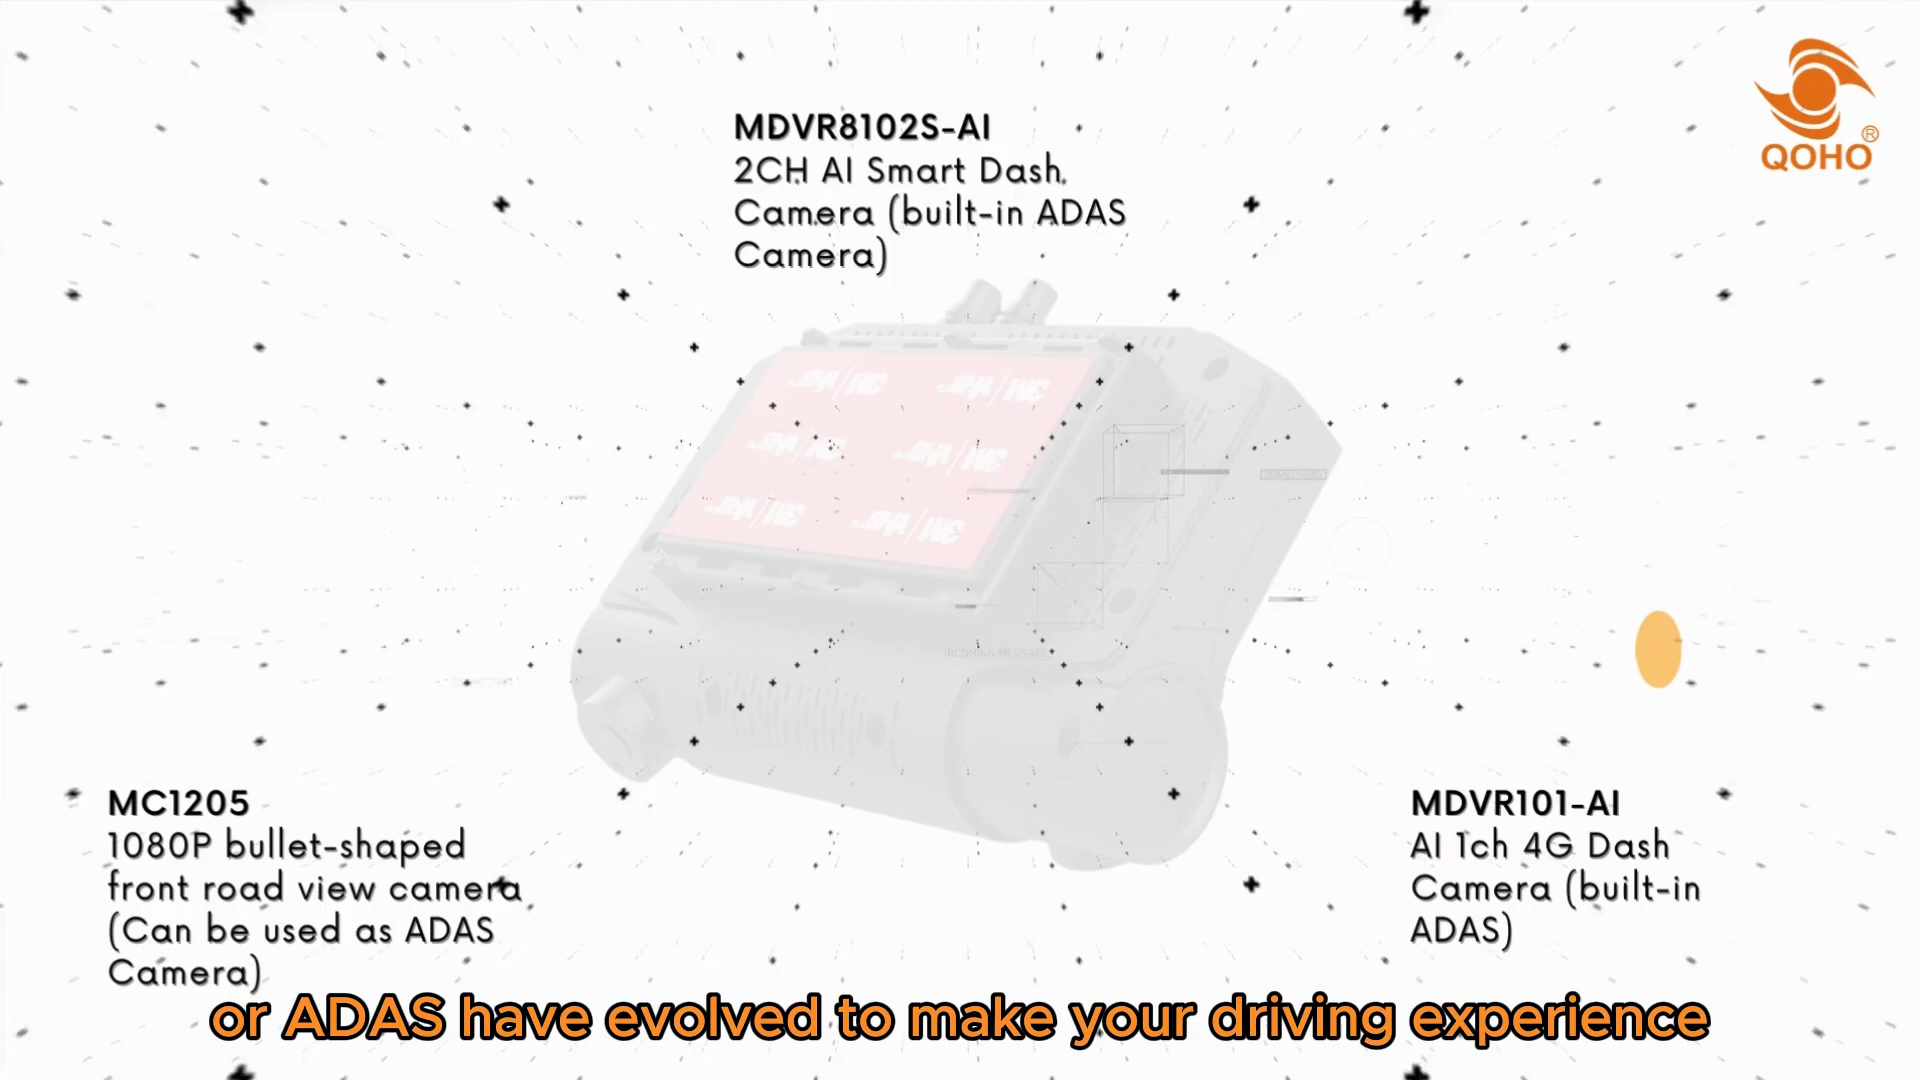 QOHO®
MDVR8102S-AI
2CH AI Smart Dash
Camera (built-in ADAS
Camera)
INCOMING MESSAGE
MC1205
1080P bullet-shaped
front road view camera
(Can be used as ADAS
Camera)
MDVR101-AI
AI 1ch 4G Dash
Camera (built-in
ADAS)
or ADAS have evolved to make your driving experience